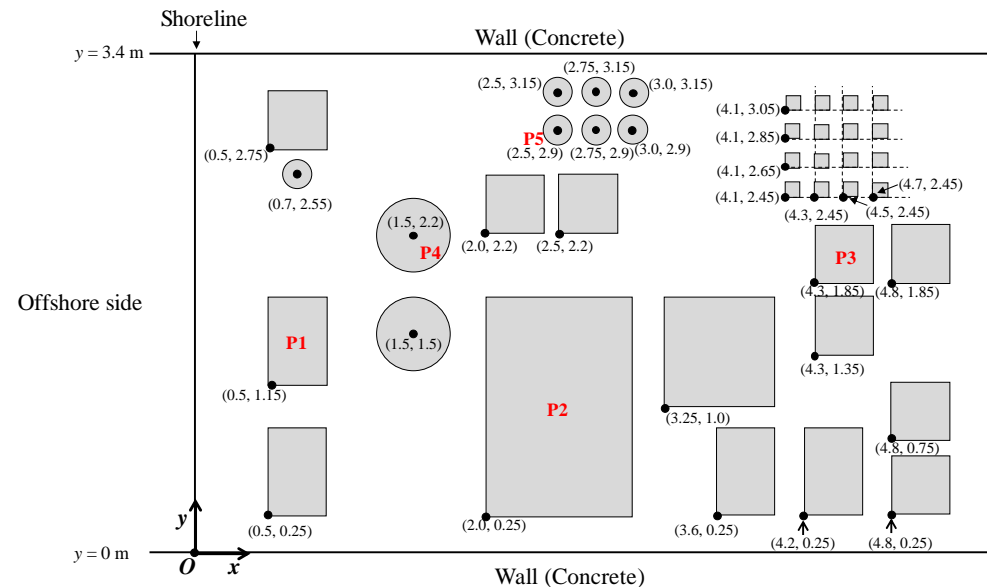 Shoreline
Wall (Concrete)
y = 3.4 m
(2.75, 3.15)
(2.5, 3.15)
(3.0, 3.15)
(4.1, 3.05)
P5
(4.1, 2.85)
(0.5, 2.75)
(2.5, 2.9)
(2.75, 2.9)
(3.0, 2.9)
(4.1, 2.65)
(4.7, 2.45)
(4.1, 2.45)
(0.7, 2.55)
(4.3, 2.45)
(4.5, 2.45)
(1.5, 2.2)
(2.0, 2.2)
(2.5, 2.2)
P4
P3
(4.3, 1.85)
(4.8, 1.85)
Offshore side
P1
(1.5, 1.5)
(4.3, 1.35)
(0.5, 1.15)
P2
(3.25, 1.0)
(4.8, 0.75)
y
(0.5, 0.25)
(2.0, 0.25)
(3.6, 0.25)
(4.2, 0.25)
(4.8, 0.25)
y = 0 m
O
x
Wall (Concrete)